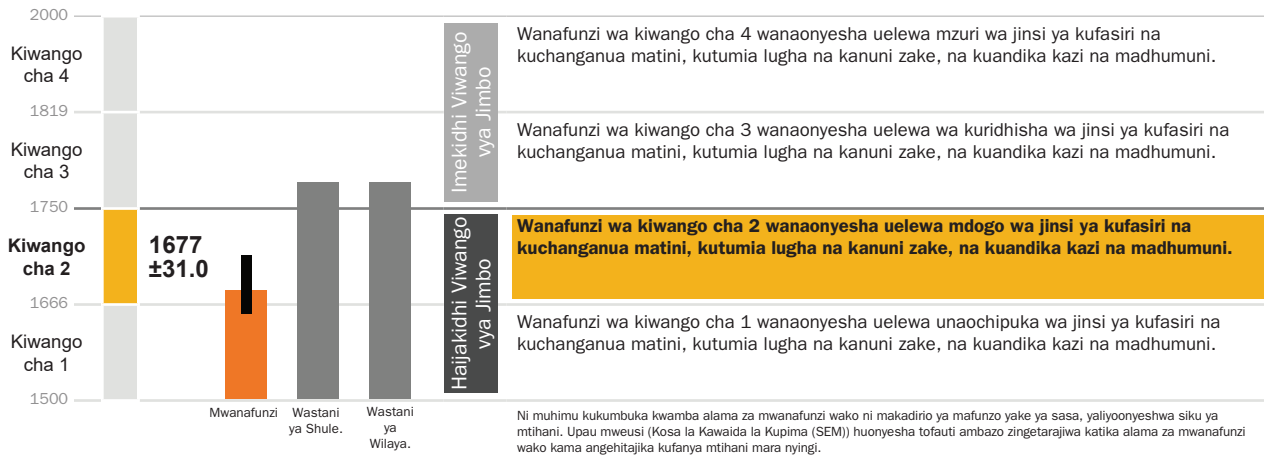 2000
Kiwango
cha 4
1819
Kiwango
cha 3
1750
Kiwango
cha 2
1666
Kiwango
cha 1
1500
1677
±31.0
Mwanafunzi
Wastani
ya Shule.
Wastani
ya
Wilaya.
Imekidhi Viwango
vya Jimbo
Haijakidhi Viwango
vya Jimbo
Wanafunzi wa kiwango cha 4 wanaonyesha uelewa mzuri wa jinsi ya kufasiri na
kuchanganua matini, kutumia lugha na kanuni zake, na kuandika kazi na madhumuni.
Wanafunzi wa kiwango cha 3 wanaonyesha uelewa wa kuridhisha wa jinsi ya kufasiri na
kuchanganua matini, kutumia lugha na kanuni zake, na kuandika kazi na madhumuni.
Wanafunzi wa kiwango cha 2 wanaonyesha uelewa mdogo wa jinsi ya kufasiri na
kuchanganua matini, kutumia lugha na kanuni zake, na kuandika kazi na madhumuni.
Wanafunzi wa kiwango cha 1 wanaonyesha uelewa unaochipuka wa jinsi ya kufasiri na
kuchanganua matini, kutumia lugha na kanuni zake, na kuandika kazi na madhumuni.
Ni muhimu kukumbuka kwamba alama za mwanafunzi wako ni makadirio ya mafunzo yake ya sasa, yaliyoonyeshwa siku ya
mtihani. Upau mweusi (Kosa la Kawaida la Kupima (SEM)) huonyesha tofauti ambazo zingetarajiwa katika alama za mwanafunzi
wako kama angehitajika kufanya mtihani mara nyingi.